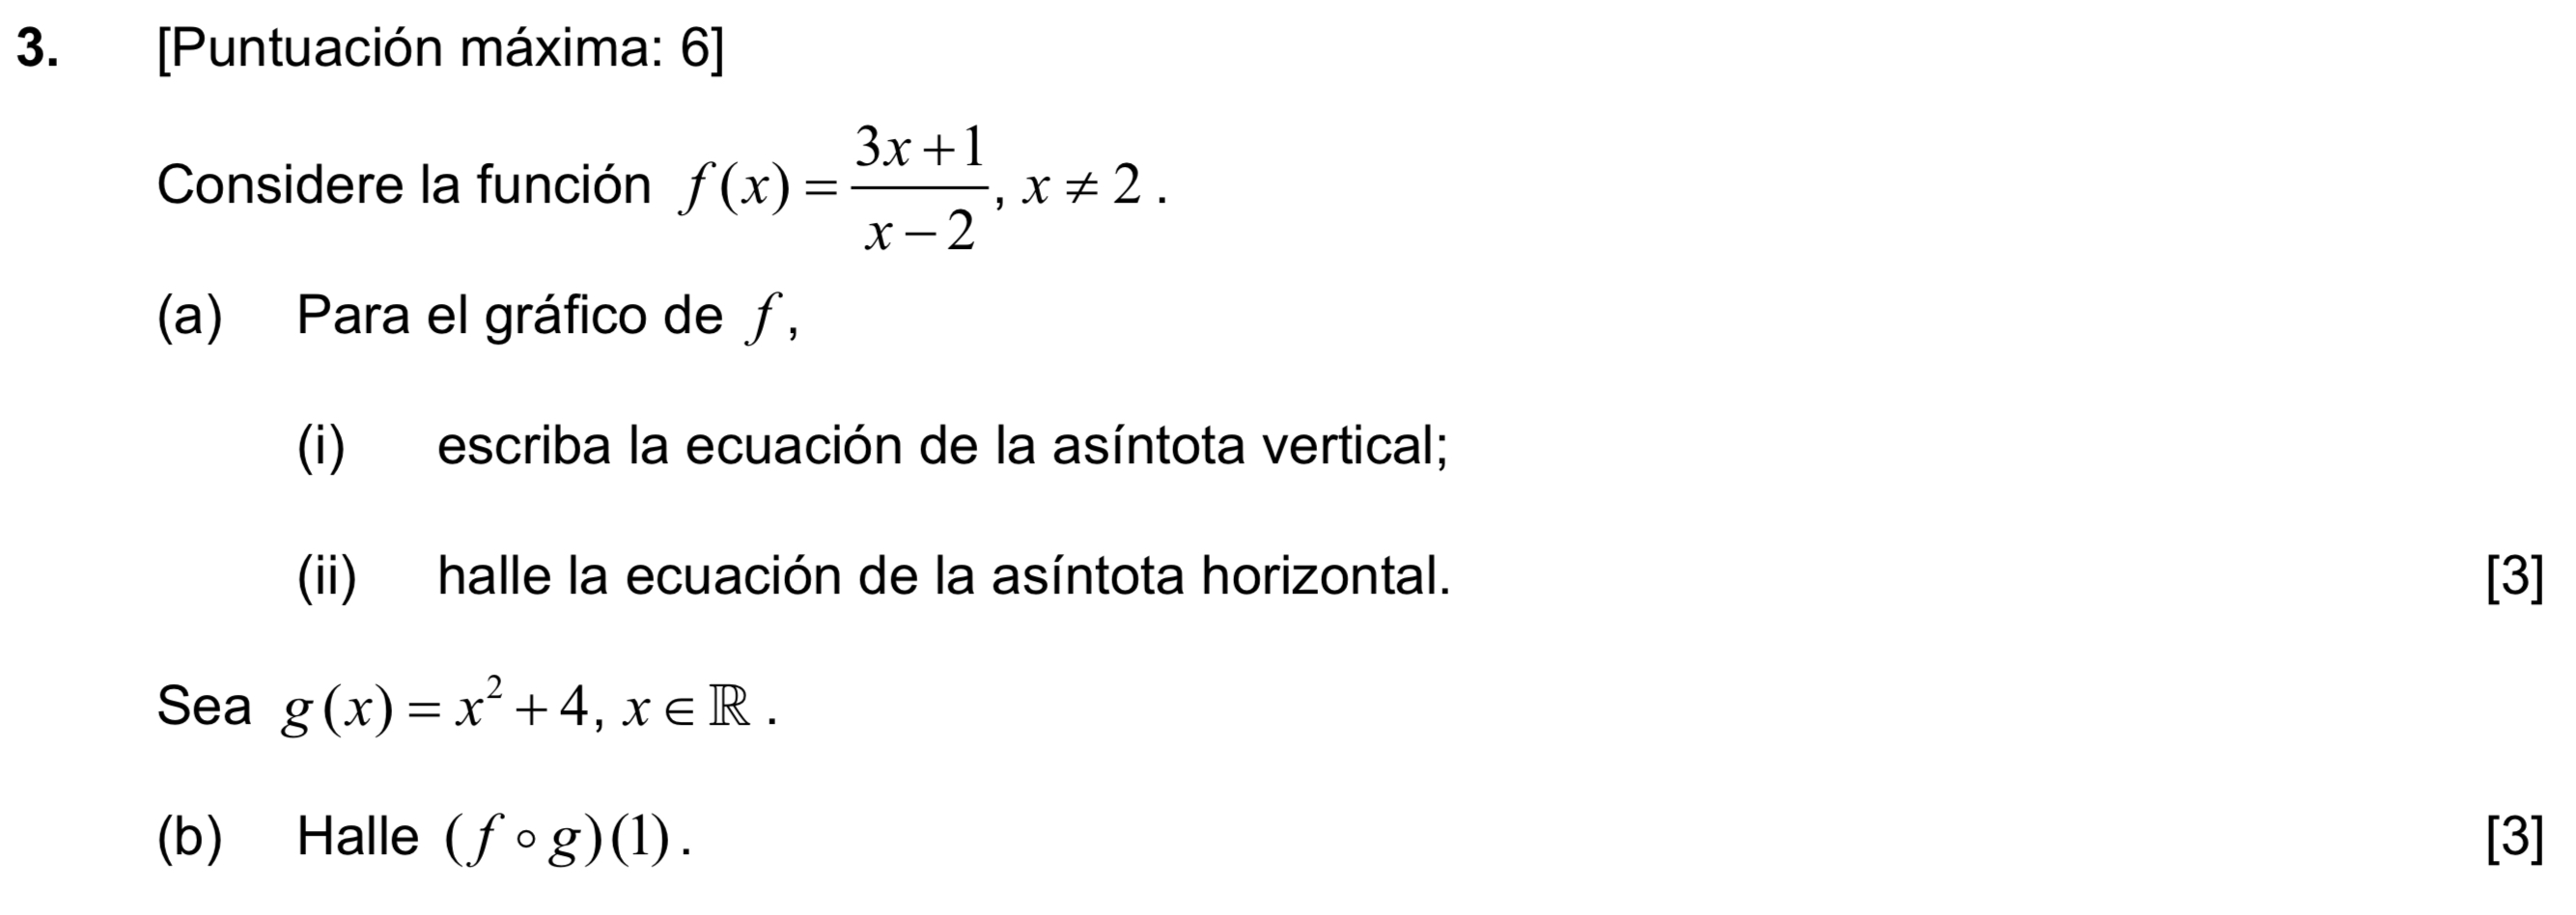 3. [Puntuación máxima: 6]
Considere la función f(x) = \frac{3x+1}{x-2}, x ≠ 2.
(a) Para el gráfico de f,
(i) escriba la ecuación de la asíntota vertical;
(ii) halle la ecuación de la asíntota horizontal. [3]
Sea g(x) = x² + 4, x ∈ ℝ.
(b) Halle (f ∘ g)(1). [3]